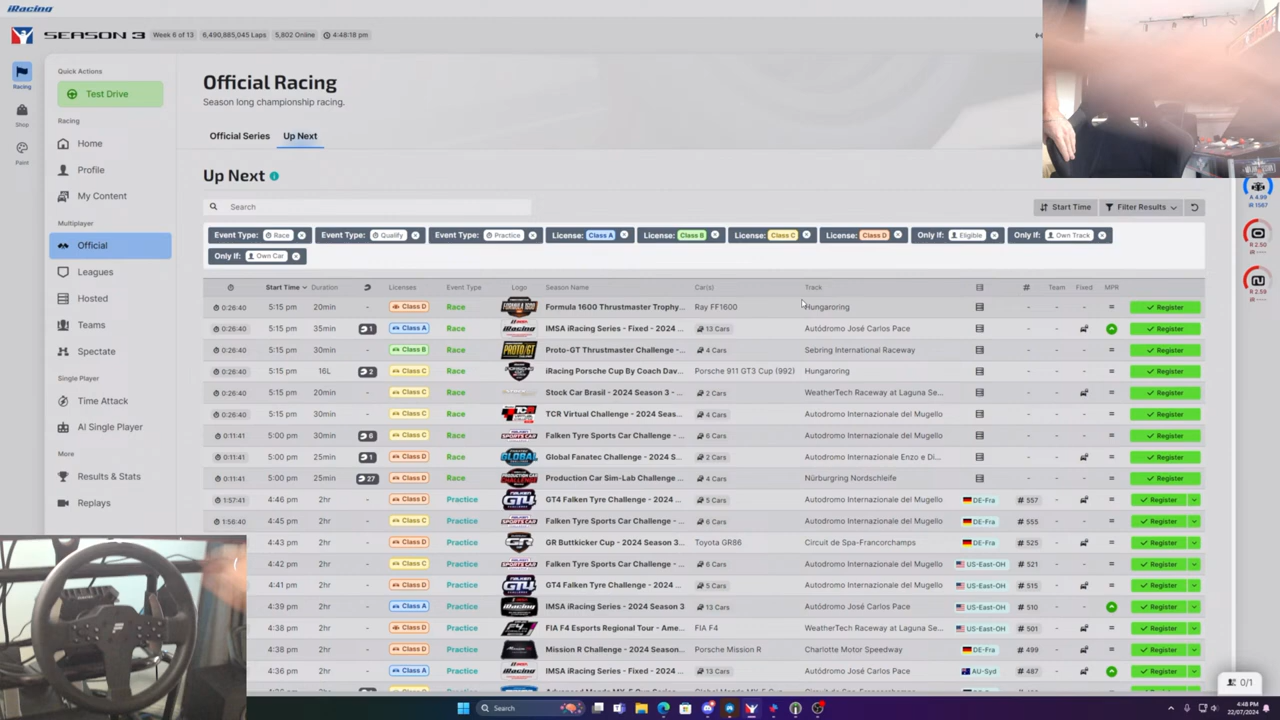 iRacing
SEASON 3 Week 6 of 13 6,490,885,045 Laps 5,802 Online 4:48:18 pm
Racing
Shop
Paint
Quick Actions
Test Drive
Racing
Home
Profile
My Content
Multiplayer
Official
Leagues
Hosted
Teams
Spectate
Single Player
Time Attack
AI Single Player
More
Results & Stats
Replays
Official Racing
Season long championship racing.
Official Series Up Next
Up Next
Search Start Time Filter Results
Event Type: Race Event Type: Qualify Event Type: Practice License: Class A License: Class B License: Class C License: Class D Only If: Eligible Only If: Own Track
Only If: Own Car
Start Time Duration Licenses Event Type Logo Season Name Car(s) Track # Team Fixed MPR
0:26:40 5:15 pm 20min - Class D Race Formula 1600 Thrustmaster Trophy... Ray FF1600 Hungaroring - - - = Register
0:26:40 5:15 pm 35min 1 Class A Race IMSA iRacing Series - Fixed - 2024 ... 13 Cars Autódromo José Carlos Pace - - Register
0:26:40 5:15 pm 30min - Class B Race Proto-GT Thrustmaster Challenge - ... 4 Cars Sebring International Raceway - - - = Register
0:26:40 5:15 pm 16L 2 Class C Race iRacing Porsche Cup By Coach Dav... Porsche 911 GT3 Cup (992) Hungaroring - - - = Register
0:26:40 5:15 pm 20min - Class C Race Stock Car Brasil - 2024 Season 3 - ... 2 Cars WeatherTech Raceway at Laguna Se... - - = Register
0:26:40 5:15 pm 30min - Class C Race TCR Virtual Challenge - 2024 Seas... 4 Cars Autodromo Internazionale del Mugello - - = Register
0:11:41 5:00 pm 30min 6 Class C Race Falken Tyre Sports Car Challenge - ... 6 Cars Autodromo Internazionale del Mugello - - - = Register
0:11:41 5:00 pm 25min 1 Class D Race Global Fanatec Challenge - 2024 S... 2 Cars Autodromo Internazionale Enzo e Di... - - = Register
0:11:41 5:00 pm 25min 27 Class D Race Production Car Sim-Lab Challenge - ... Nürburgring Nordschleife - - - = Register
1:57:41 4:46 pm 2hr - Class D Practice GT4 Falken Tyre Challenge - 2024 ... 5 Cars Autodromo Internazionale del Mugello DE-Fra # 557 - = Register
1:56:40 4:45 pm 2hr - Class C Practice Falken Tyre Sports Car Challenge - ... 6 Cars Autodromo Internazionale del Mugello DE-Fra # 555 - - = Register
4:43 pm 2hr - Class D Practice GR Buttkicker Cup - 2024 Season 3... Toyota GR86 Circuit de Spa-Francorchamps DE-Fra # 525 - = Register
4:42 pm 2hr - Class C Practice Falken Tyre Sports Car Challenge - ... 6 Cars Autodromo Internazionale del Mugello US-East-OH # 521 - - = Register
4:41 pm 2hr - Class D Practice GT4 Falken Tyre Challenge - 2024 ... 5 Cars Autodromo Internazionale del Mugello US-East-OH # 515 - = Register
4:39 pm 2hr - Class A Practice IMSA iRacing Series - 2024 Season 3 13 Cars Autódromo José Carlos Pace US-East-OH # 510 - - Register
4:38 pm 2hr - Class D Practice FIA F4 Esports Regional Tour - Ame... FIA F4 WeatherTech Raceway at Laguna Se... US-East-OH # 501 - = Register
4:38 pm 2hr - Class D Practice Mission R Challenge - 2024 Season... Porsche Mission R Charlotte Motor Speedway DE-Fra # 499 - = Register
4:36 pm 2hr - Class A Practice IMSA iRacing Series - Fixed - 2024 ... 13 Cars Autódromo José Carlos Pace AU-Syd # 487 - Register
A 4.99
iR 1567
R 2.50
R 2.59
0/1
Search
4:48 PM
22/07/2024